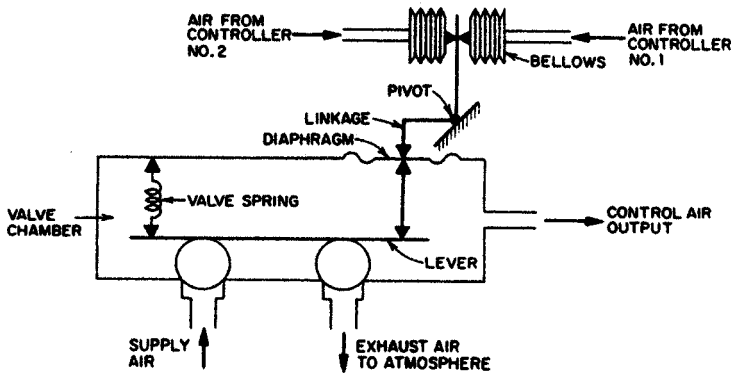 AIR FROM
CONTROLLER
NO. 2
AIR FROM
CONTROLLER
NO. 1
BELLOWS
PIVOT
LINKAGE
DIAPHRAGM
VALVE SPRING
VALVE
CHAMBER
CONTROL AIR
OUTPUT
LEVER
SUPPLY
AIR
EXHAUST AIR
TO ATMOSPHERE